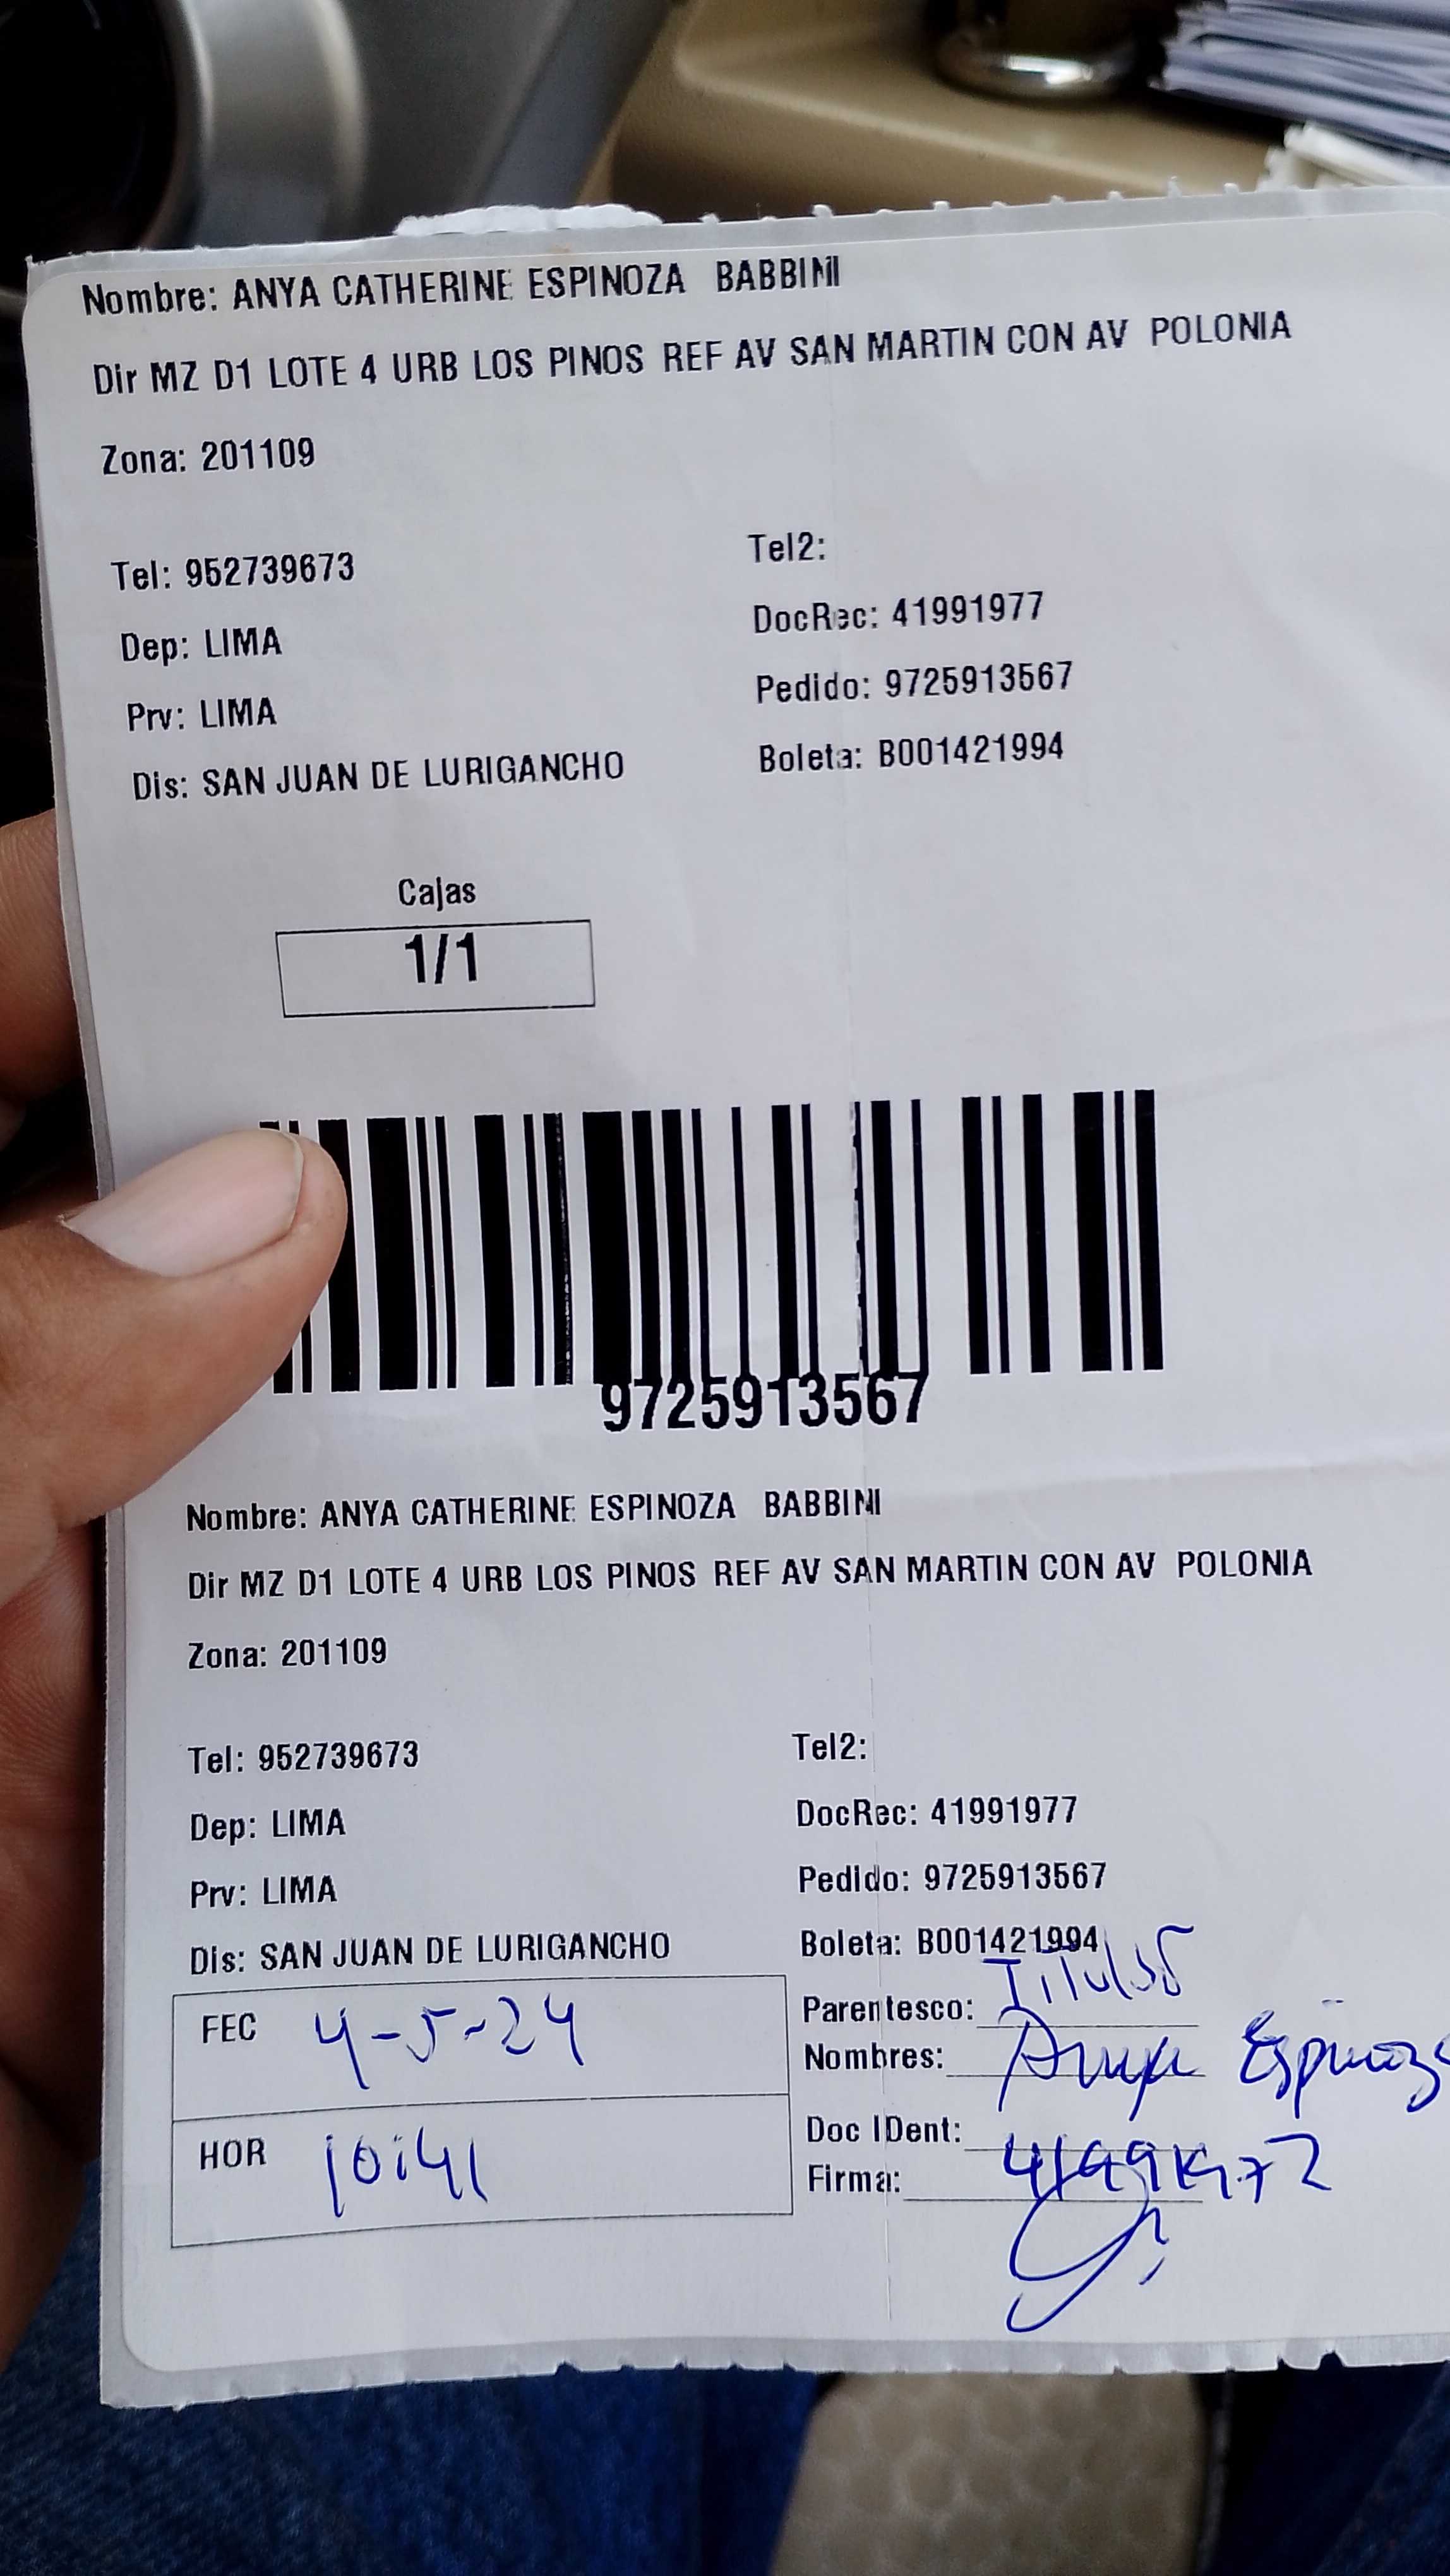 Nombre: ANYA CATHERINE ESPINOZA BABBINI
Dir MZ D1 LOTE 4 URB LOS PINOS REF AV SAN MARTIN CON AV POLONIA
Zona: 201109
Tel: 952739673 Tel2:
Dep: LIMA DocRec: 41991977
Prv: LIMA Pedido: 9725913567
Dis: SAN JUAN DE LURIGANCHO Boleta: B001421994
Cajas
1/1
9725913567
Nombre: ANYA CATHERINE ESPINOZA BABBINI
Dir MZ D1 LOTE 4 URB LOS PINOS REF AV SAN MARTIN CON AV POLONIA
Zona: 201109
Tel: 952739673 Tel2:
Dep: LIMA DocRec: 41991977
Prv: LIMA Pedido: 9725913567
Dis: SAN JUAN DE LURIGANCHO Boleta: B001421994
FEC 4-5-24 Parentesco:
Nombres: Anya Espinoza
HOR 10:41 Doc IDent:
Firma: